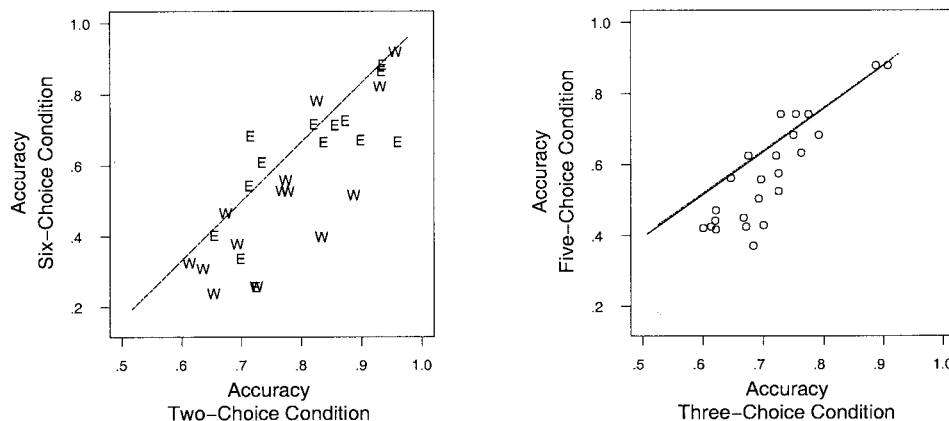 Accuracy
Six−Choice Condition
1.0
.8
.6
.4
.2
W
E
E
E
W
W
E
E
E
E
E
E
E
E
E
W
W
W
W
W
E
W
W
W
E
W
W
W
E
W
.5
.6
.7
.8
.9
1.0
Accuracy
Two−Choice Condition
Accuracy
Five−Choice Condition
1.0
.8
.6
.4
.2
.5
.6
.7
.8
.9
1.0
Accuracy
Three−Choice Condition